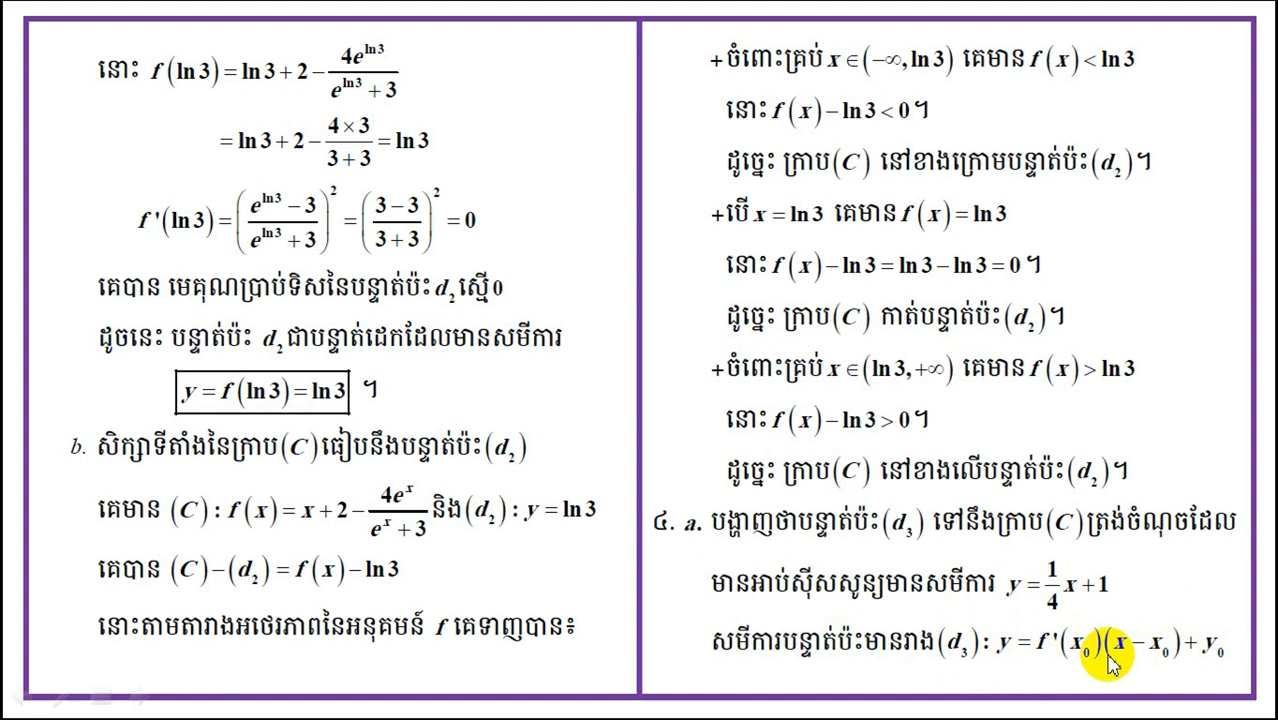 នោះ f(ln3) = ln3 + 2 − 4e^{ln3}/(e^{ln3} + 3)
= ln3 + 2 − (4×3)/(3+3) = ln3
f'(ln3) = ((e^{ln3} − 3)/(e^{ln3} + 3))² = ((3−3)/(3+3))² = 0
គេបាន មេគុណប្រាប់ទិសនៃបន្ទាត់ប៉ះ d₂ ស្មើ 0
ដូចនេះ បន្ទាត់ប៉ះ d₂ ជាបន្ទាត់ដេកដែលមានសមីការ
y = f(ln3) = ln3 ។
b. សិក្សាទីតាំងនៃក្រាប (C) ធៀបនឹងបន្ទាត់ប៉ះ (d₂)
គេមាន (C) : f(x) = x + 2 − 4eˣ/(eˣ + 3) និង (d₂) : y = ln3
គេបាន (C) − (d₂) = f(x) − ln3
នោះតាមតារាងអថេរភាពនៃអនុគមន៍ f គេទាញបាន៖
+ ចំពោះគ្រប់ x ∈ (−∞, ln3) គេមាន f(x) < ln3
នោះ f(x) − ln3 < 0 ។
ដូច្នេះ ក្រាប (C) នៅខាងក្រោមបន្ទាត់ប៉ះ (d₂) ។
+ បើ x = ln3 គេមាន f(x) = ln3
នោះ f(x) − ln3 = ln3 − ln3 = 0 ។
ដូច្នេះ ក្រាប (C) កាត់បន្ទាត់ប៉ះ (d₂) ។
+ ចំពោះគ្រប់ x ∈ (ln3, +∞) គេមាន f(x) > ln3
នោះ f(x) − ln3 > 0 ។
ដូច្នេះ ក្រាប (C) នៅខាងលើបន្ទាត់ប៉ះ (d₂) ។
៤. a. បង្ហាញថាបន្ទាត់ប៉ះ (d₃) ទៅនឹងក្រាប (C) ត្រង់ចំណុចដែល
មានអាប់ស៊ីសសូន្យមានសមីការ y = 1/4 x + 1
សមីការបន្ទាត់ប៉ះមានរាង (d₃) : y = f'(x₀)(x − x₀) + y₀